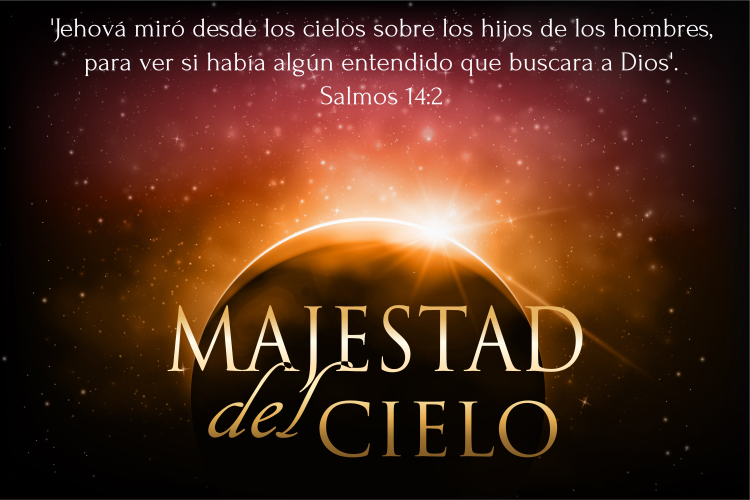 'Jehová miró desde los cielos sobre los hijos de los hombres,
para ver si había algún entendido que buscara a Dios'.
Salmos 14:2
MAJESTAD
del CIELO